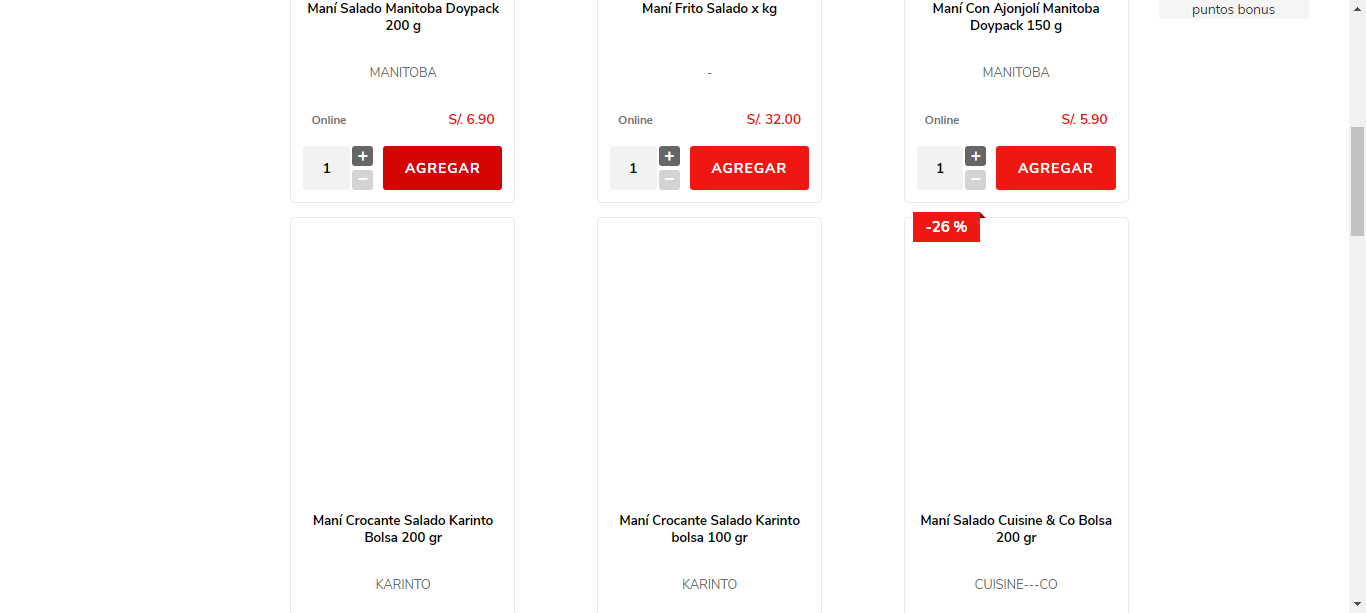 Maní Salado Manitoba Doypack
200 g
MANITOBA
Online S/. 6.90
1 + − AGREGAR
Maní Frito Salado x kg
-
Online S/. 32.00
1 + − AGREGAR
Maní Con Ajonjolí Manitoba
Doypack 150 g
MANITOBA
Online S/. 5.90
1 + − AGREGAR
puntos bonus
Maní Crocante Salado Karinto
Bolsa 200 gr
KARINTO
Maní Crocante Salado Karinto
bolsa 100 gr
KARINTO
-26 %
Maní Salado Cuisine & Co Bolsa
200 gr
CUISINE---CO